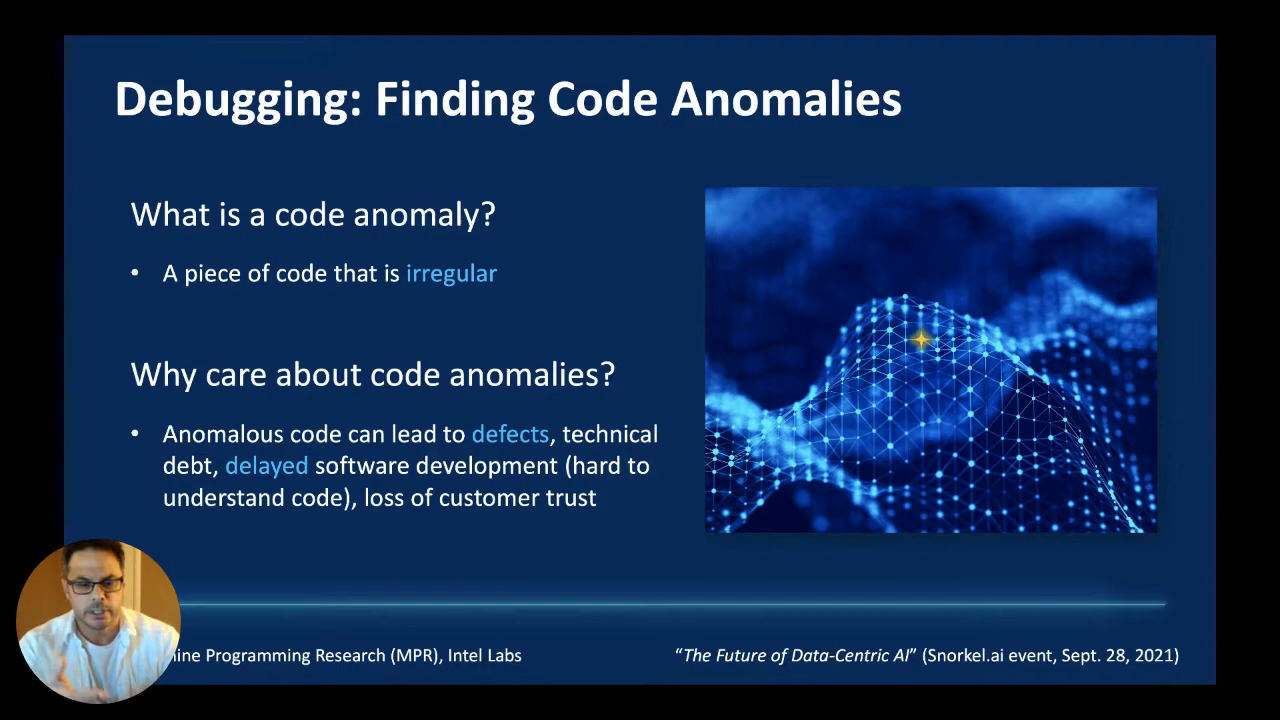 Debugging: Finding Code Anomalies
What is a code anomaly?
• A piece of code that is irregular
Why care about code anomalies?
• Anomalous code can lead to defects, technical
debt, delayed software development (hard to
understand code), loss of customer trust
Programming Research (MPR), Intel Labs
“The Future of Data-Centric AI” (Snorkel.ai event, Sept. 28, 2021)